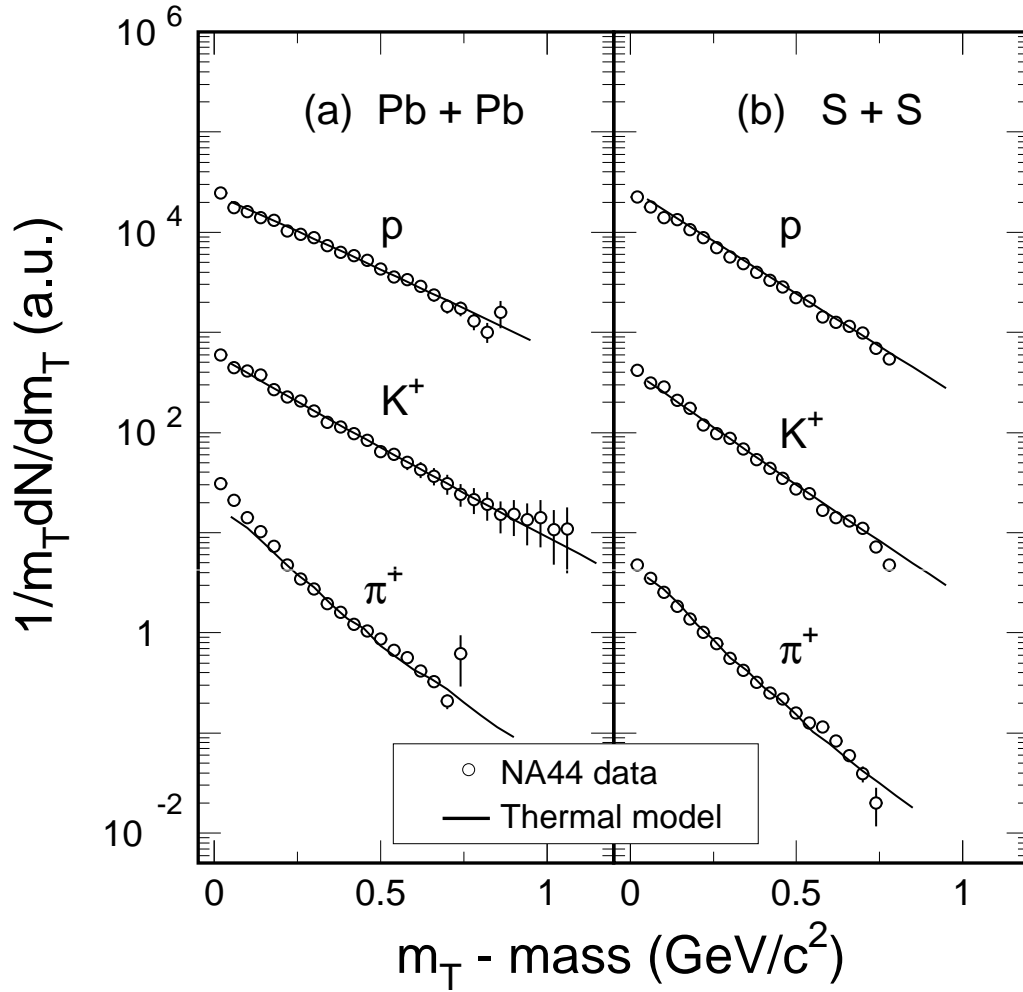 10^6
(a) Pb + Pb
(b) S + S
p
p
10^4
K^+
K^+
10^2
π^+
π^+
1
10^-2
NA44 data
Thermal model
0 0.5 1
0 0.5 1
1/m_T dN/dm_T (a.u.)
m_T - mass (GeV/c^2)